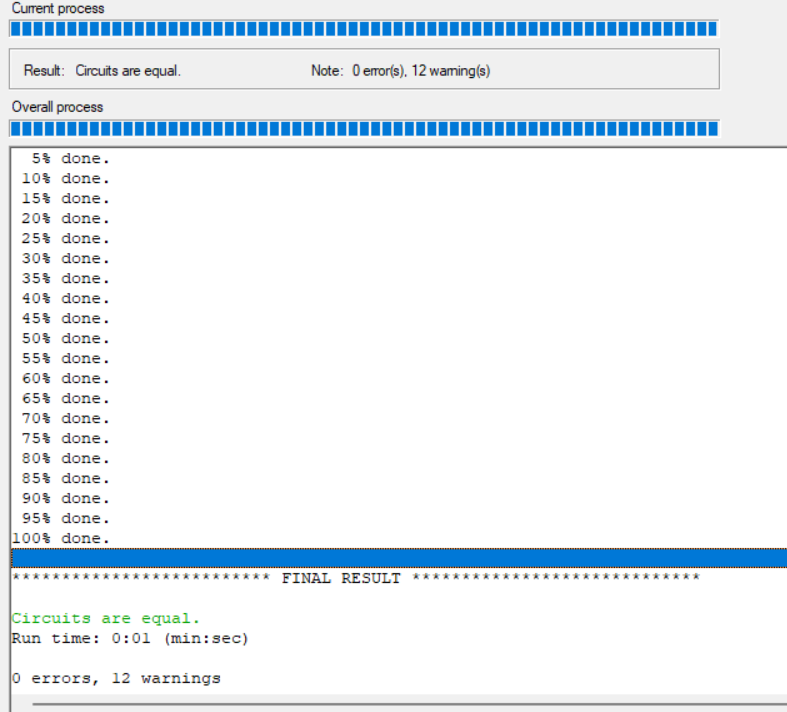 Current process
Result: Circuits are equal. Note: 0 error(s), 12 warning(s)
Overall process
5% done.
10% done.
15% done.
20% done.
25% done.
30% done.
35% done.
40% done.
45% done.
50% done.
55% done.
60% done.
65% done.
70% done.
75% done.
80% done.
85% done.
90% done.
95% done.
100% done.
************************** FINAL RESULT *****************************
Circuits are equal.
Run time: 0:01 (min:sec)
0 errors, 12 warnings